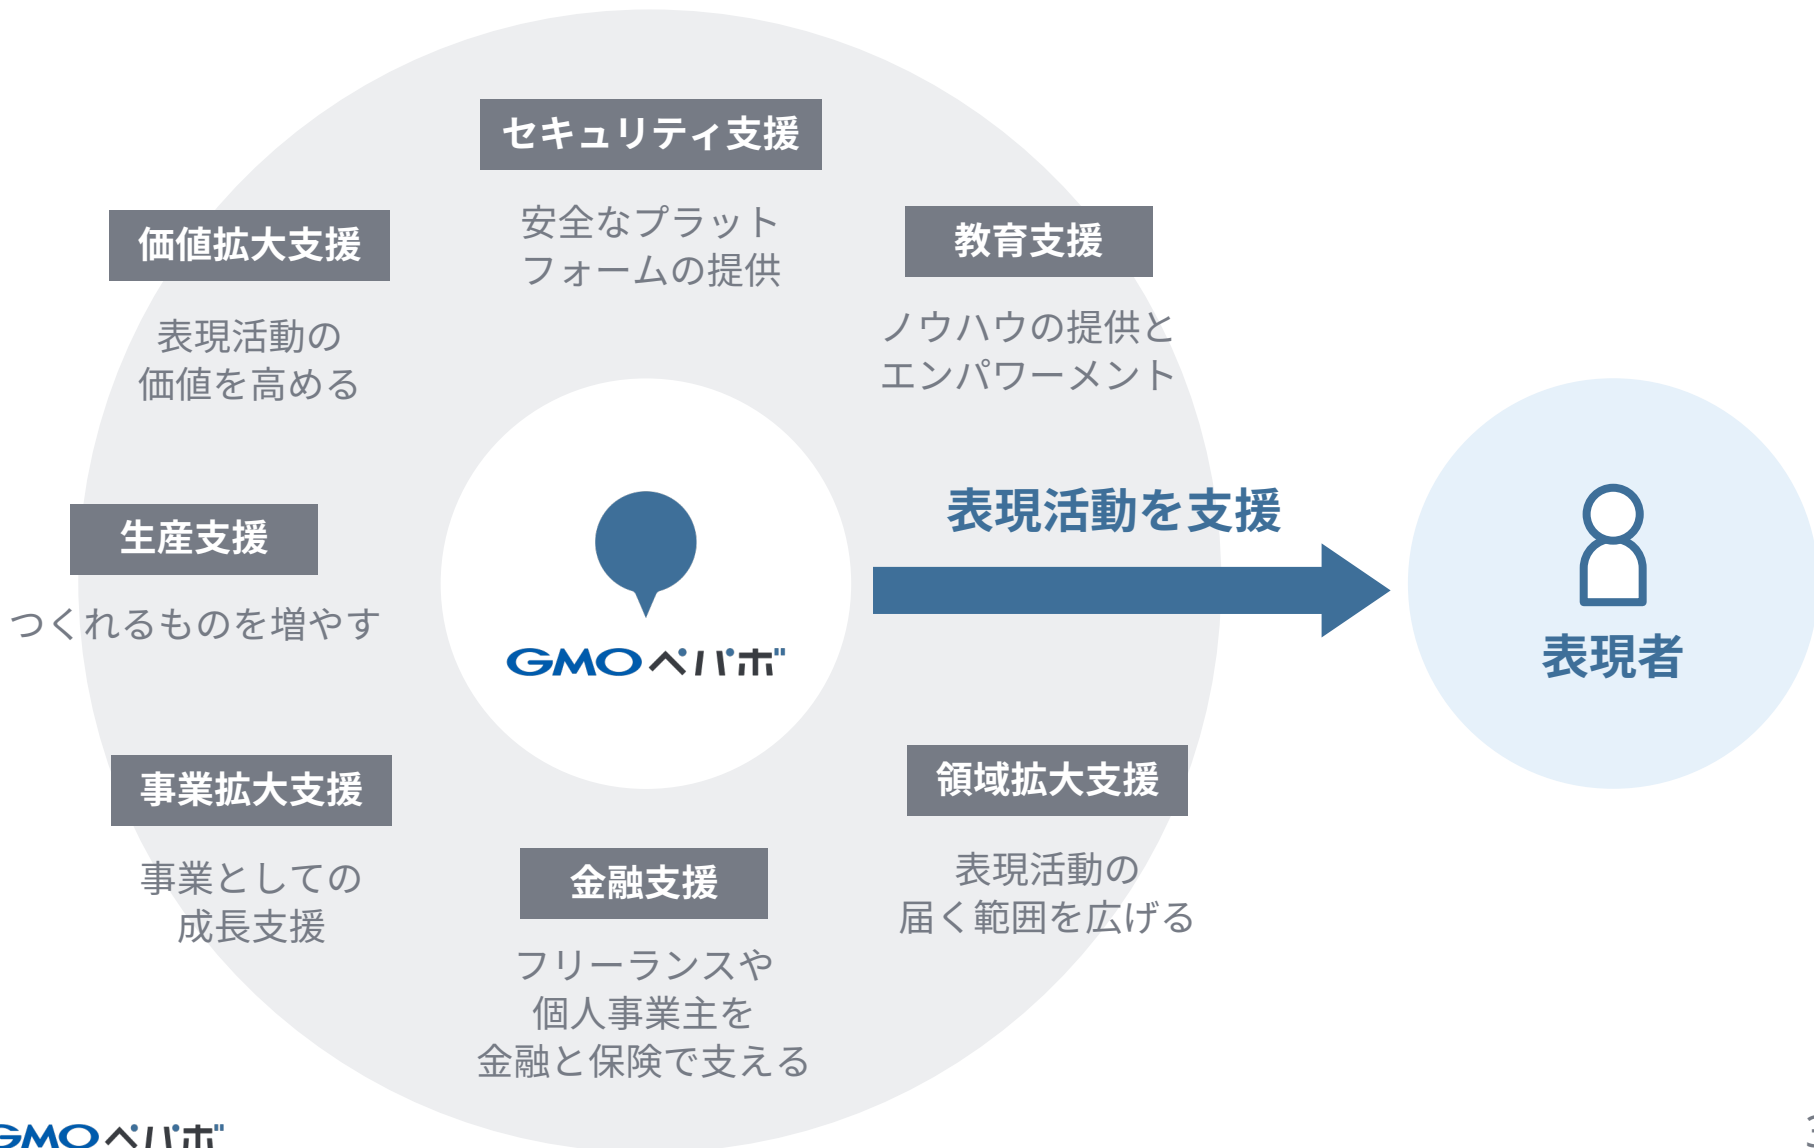 セキュリティ支援
安全なプラット
フォームの提供
価値拡大支援
表現活動の
価値を高める
教育支援
ノウハウの提供と
エンパワーメント
生産支援
つくれるものを増やす
GMOペパボ
表現活動を支援
表現者
事業拡大支援
事業としての
成長支援
金融支援
フリーランスや
個人事業主を
金融と保険で支える
領域拡大支援
表現活動の
届く範囲を広げる
GMOペパボ